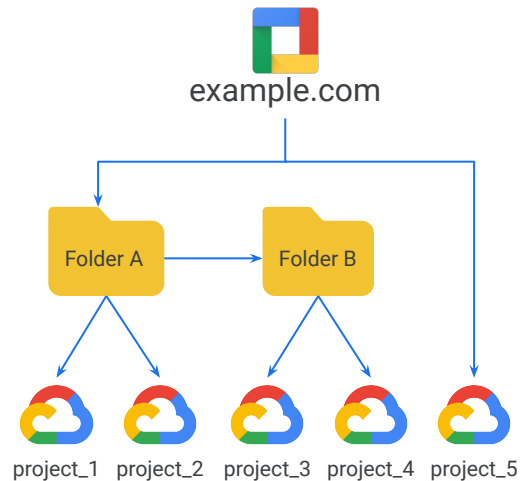 example.com
Folder A
Folder B
project_1
project_2
project_3
project_4
project_5